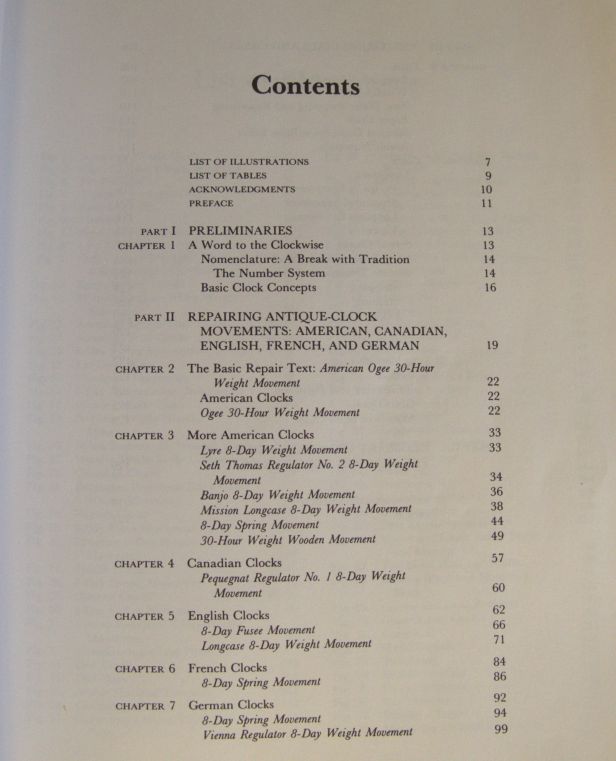 Contents
LIST OF ILLUSTRATIONS 7
LIST OF TABLES 9
ACKNOWLEDGMENTS 10
PREFACE 11
PART I PRELIMINARIES 13
CHAPTER 1 A Word to the Clockwise 13
Nomenclature: A Break with Tradition 14
The Number System 14
Basic Clock Concepts 16
PART II REPAIRING ANTIQUE-CLOCK
MOVEMENTS: AMERICAN, CANADIAN,
ENGLISH, FRENCH, AND GERMAN 19
CHAPTER 2 The Basic Repair Text: American Ogee 30-Hour
Weight Movement 22
American Clocks 22
Ogee 30-Hour Weight Movement 22
CHAPTER 3 More American Clocks 33
Lyre 8-Day Weight Movement 33
Seth Thomas Regulator No. 2 8-Day Weight
Movement 34
Banjo 8-Day Weight Movement 36
Mission Longcase 8-Day Weight Movement 38
8-Day Spring Movement 44
30-Hour Weight Wooden Movement 49
CHAPTER 4 Canadian Clocks 57
Pequegnat Regulator No. 1 8-Day Weight
Movement 60
CHAPTER 5 English Clocks 62
8-Day Fusee Movement 66
Longcase 8-Day Weight Movement 71
CHAPTER 6 French Clocks 84
8-Day Spring Movement 86
CHAPTER 7 German Clocks 92
8-Day Spring Movement 94
Vienna Regulator 8-Day Weight Movement 99